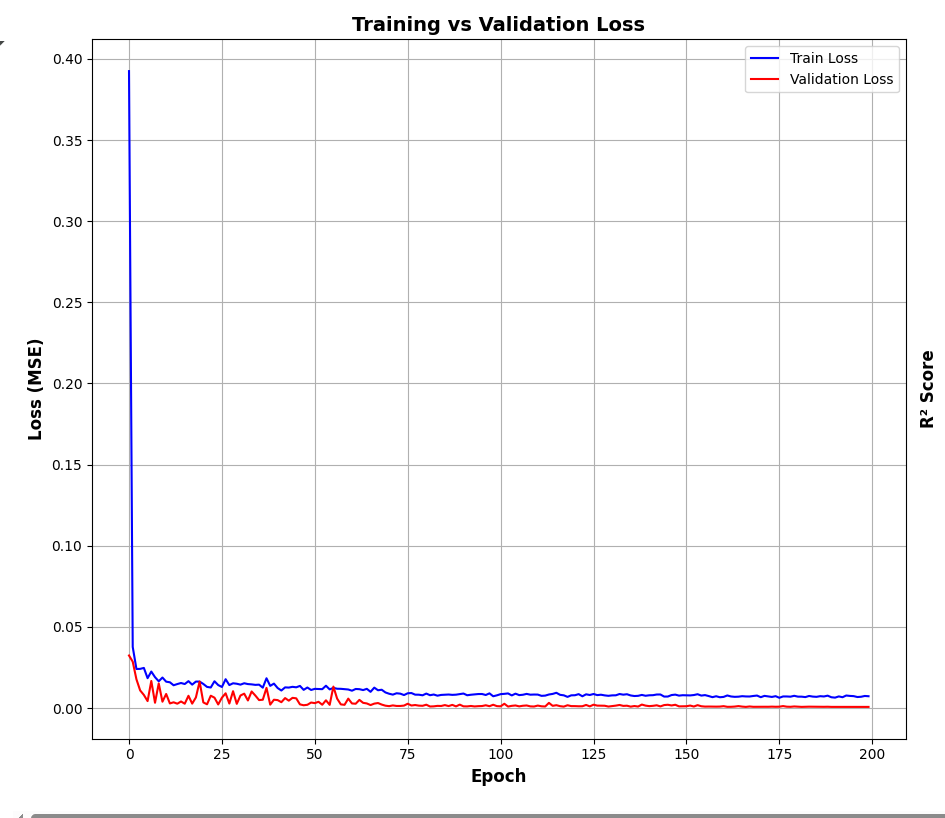 Training vs Validation Loss
Train Loss
Validation Loss
0.40
0.35
0.30
0.25
0.20
0.15
0.10
0.05
0.00
Loss (MSE)
R² Score
0 25 50 75 100 125 150 175 200
Epoch